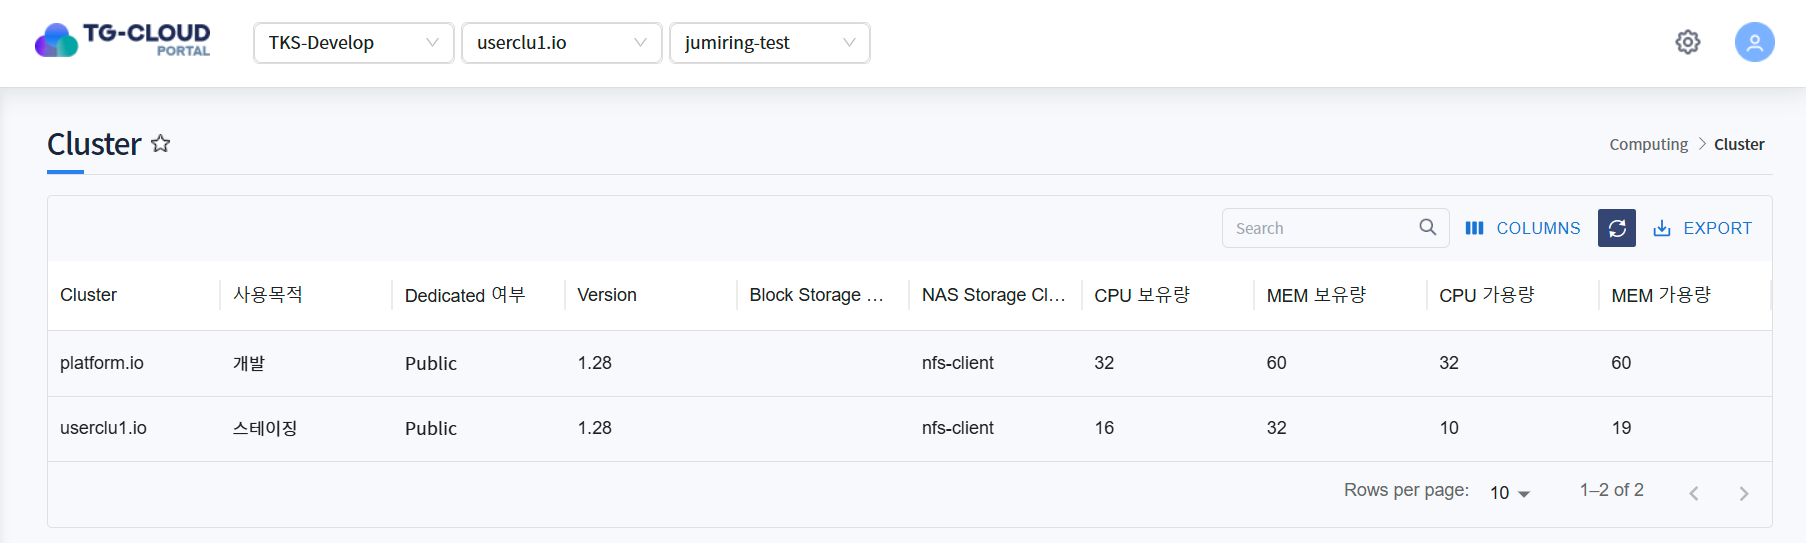 TG-CLOUD
PORTAL
TKS-Develop userclu1.io jumiring-test
Cluster
Computing > Cluster
Search COLUMNS EXPORT
Cluster 사용목적 Dedicated 여부 Version Block Storage ... NAS Storage Cl... CPU 보유량 MEM 보유량 CPU 가용량 MEM 가용량
platform.io 개발 Public 1.28 nfs-client 32 60 32 60
userclu1.io 스테이징 Public 1.28 nfs-client 16 32 10 19
Rows per page: 10 1–2 of 2